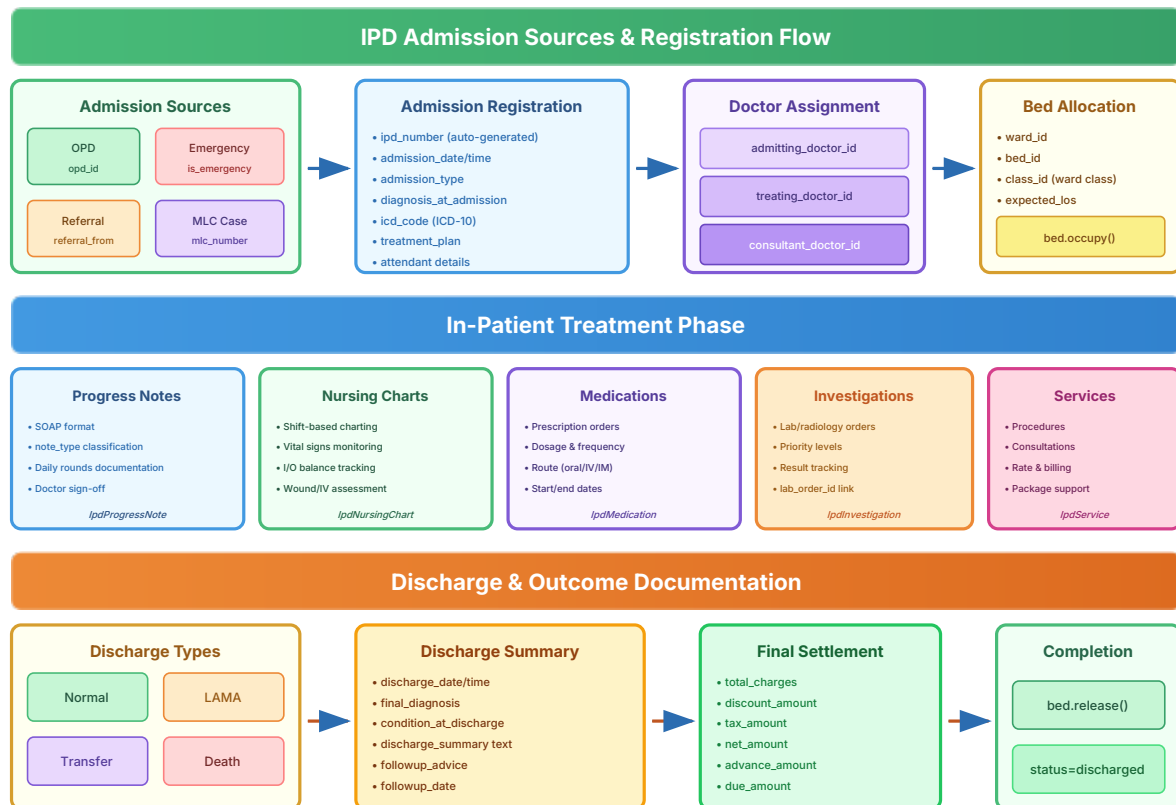 IPD Admission Sources & Registration Flow
Admission Sources
OPD
opd_id
Emergency
is_emergency
Referral
referral_from
MLC Case
mlc_number
Admission Registration
• ipd_number (auto-generated)
• admission_date/time
• admission_type
• diagnosis_at_admission
• icd_code (ICD-10)
• treatment_plan
• attendant details
Doctor Assignment
admitting_doctor_id
treating_doctor_id
consultant_doctor_id
Bed Allocation
• ward_id
• bed_id
• class_id (ward class)
• expected_los
bed.occupy()
In-Patient Treatment Phase
Progress Notes
• SOAP format
• note_type classification
• Daily rounds documentation
• Doctor sign-off
IpdProgressNote
Nursing Charts
• Shift-based charting
• Vital signs monitoring
• I/O balance tracking
• Wound/IV assessment
IpdNursingChart
Medications
• Prescription orders
• Dosage & frequency
• Route (oral/IV/IM)
• Start/end dates
IpdMedication
Investigations
• Lab/radiology orders
• Priority levels
• Result tracking
• lab_order_id link
IpdInvestigation
Services
• Procedures
• Consultations
• Rate & billing
• Package support
IpdService
Discharge & Outcome Documentation
Discharge Types
Normal
LAMA
Transfer
Death
Discharge Summary
• discharge_date/time
• final_diagnosis
• condition_at_discharge
• discharge_summary text
• followup_advice
• followup_date
Final Settlement
• total_charges
• discount_amount
• tax_amount
• net_amount
• advance_amount
• due_amount
Completion
bed.release()
status=discharged